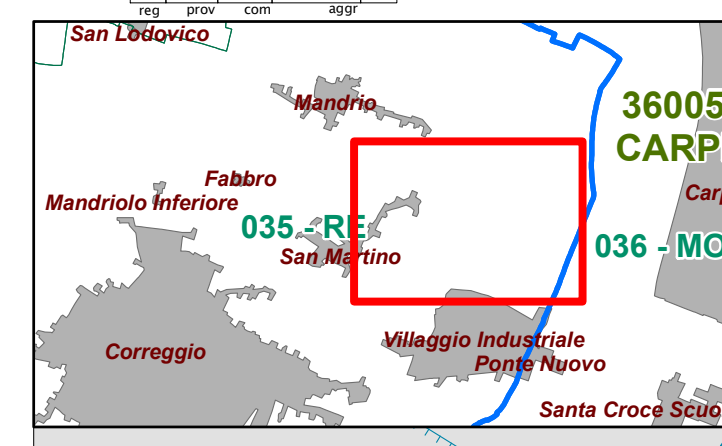 reg prov com aggr
San Lodovico
Mandrio
36005
CARP
Fabbro
Mandriolo Inferiore
Car
035 - RE
036 - MO
San Martino
Villaggio Industriale
Ponte Nuovo
Correggio
Santa Croce Scuo